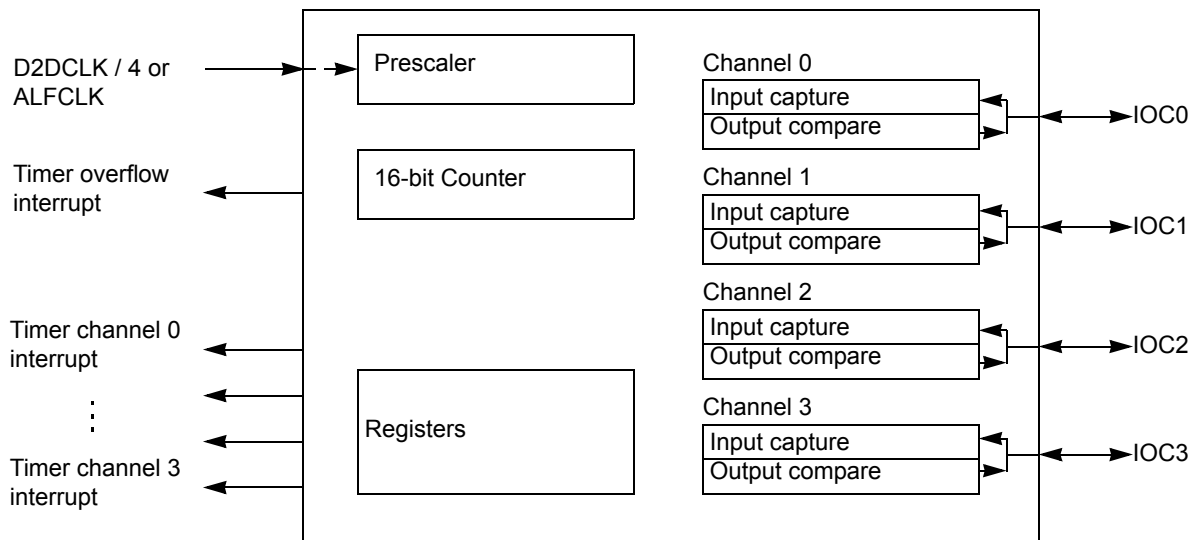 D2DCLK / 4 or
ALFCLK
Prescaler
Timer overflow
interrupt
16-bit Counter
Timer channel 0
interrupt
Registers
Timer channel 3
interrupt
Channel 0
Input capture
Output compare
IOC0
Channel 1
Input capture
Output compare
IOC1
Channel 2
Input capture
Output compare
IOC2
Channel 3
Input capture
Output compare
IOC3